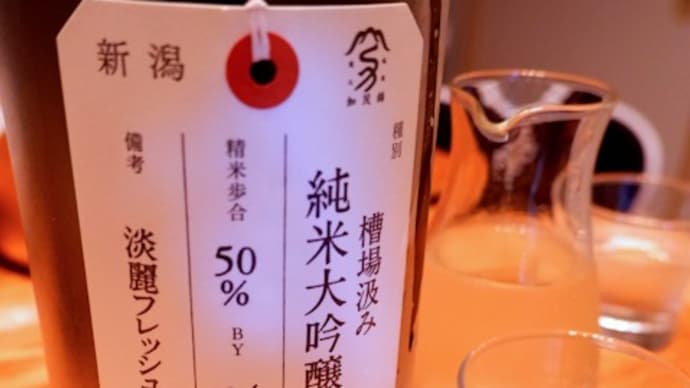 加茂錦
種別
槽場汲み
純米大吟醸
精米歩合
50%
BY
新潟
備考
淡麗フレッシュ